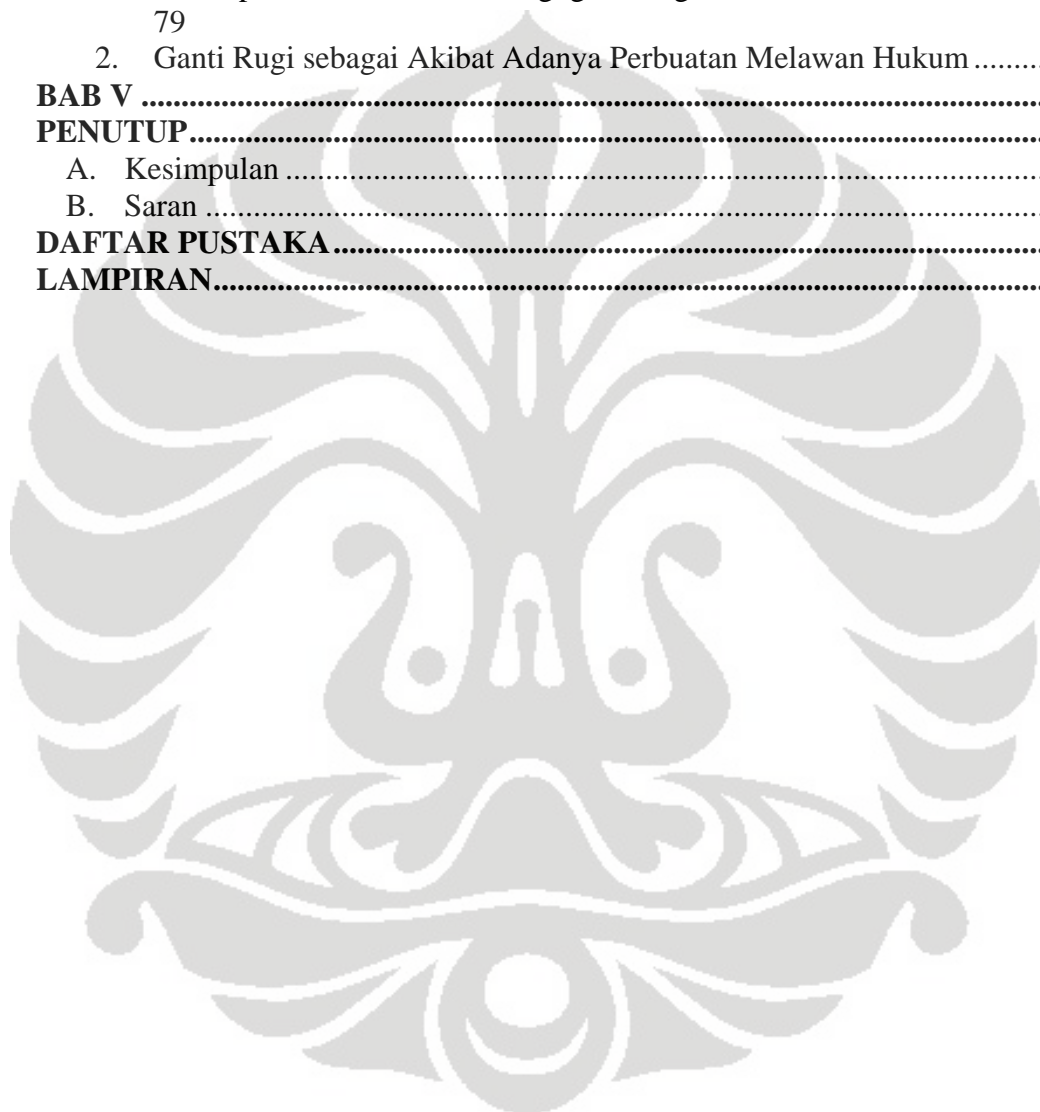 79
2. Ganti Rugi sebagai Akibat Adanya Perbuatan Melawan Hukum ..........
BAB V ..........................................................................................................
PENUTUP.....................................................................................................
A. Kesimpulan ...............................................................................................
B. Saran .........................................................................................................
DAFTAR PUSTAKA....................................................................................
LAMPIRAN..................................................................................................